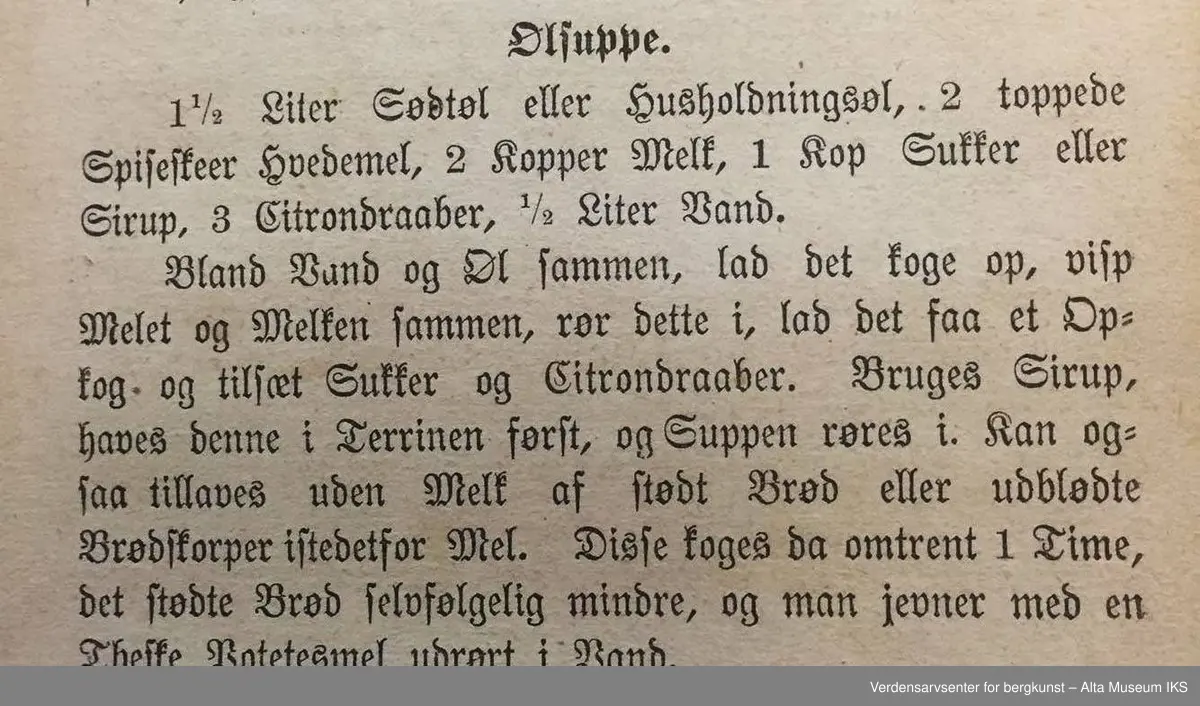 Ølsuppe.
1½ Liter Sødtøl eller Husholdningsøl, 2 toppede
Spiseskeer Hvedemel, 2 Kopper Melk, 1 Kop Sukker eller
Sirup, 3 Citrondraaber, ½ Liter Vand.
Bland Vand og Øl sammen, lad det koge op, visp
Melet og Melken sammen, rør dette i, lad det faa et Op-
kog og tilsæt Sukker og Citrondraaber. Bruges Sirup,
haves denne i Terrinen først, og Suppen røres i. Kan og-
saa tillaves uden Melk af stødt Brød eller udblødte
Brødskorper istedetfor Mel. Disse koges da omtrent 1 Time,
det stødte Brød selvfølgelig mindre, og man jevner med en
Theske Potetesmel udrørt i Vand.
Verdensarvsenter for bergkunst – Alta Museum IKS